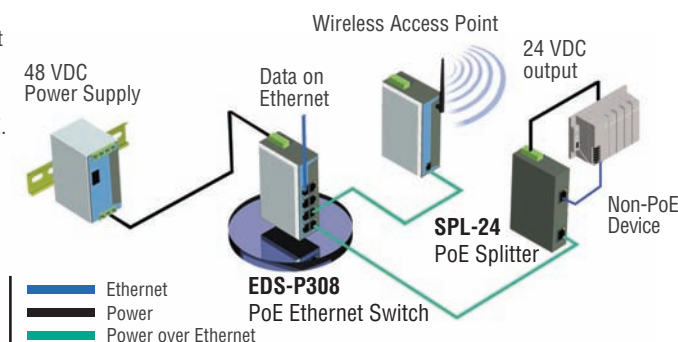 t
.
Wireless Access Point
48 VDC
Power Supply
Data on
Ethernet
24 VDC
output
Non-PoE
Device
SPL-24
PoE Splitter
EDS-P308
PoE Ethernet Switch
Ethernet
Power
Power over Ethernet